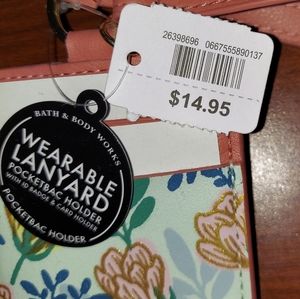 26398696 0667555890137
$14.95
BATH & BODY WORKS
WEARABLE
LANYARD
POCKETBAC HOLDER
WITH ID BADGE & CARD HOLDER
POCKETBAC HOLDER